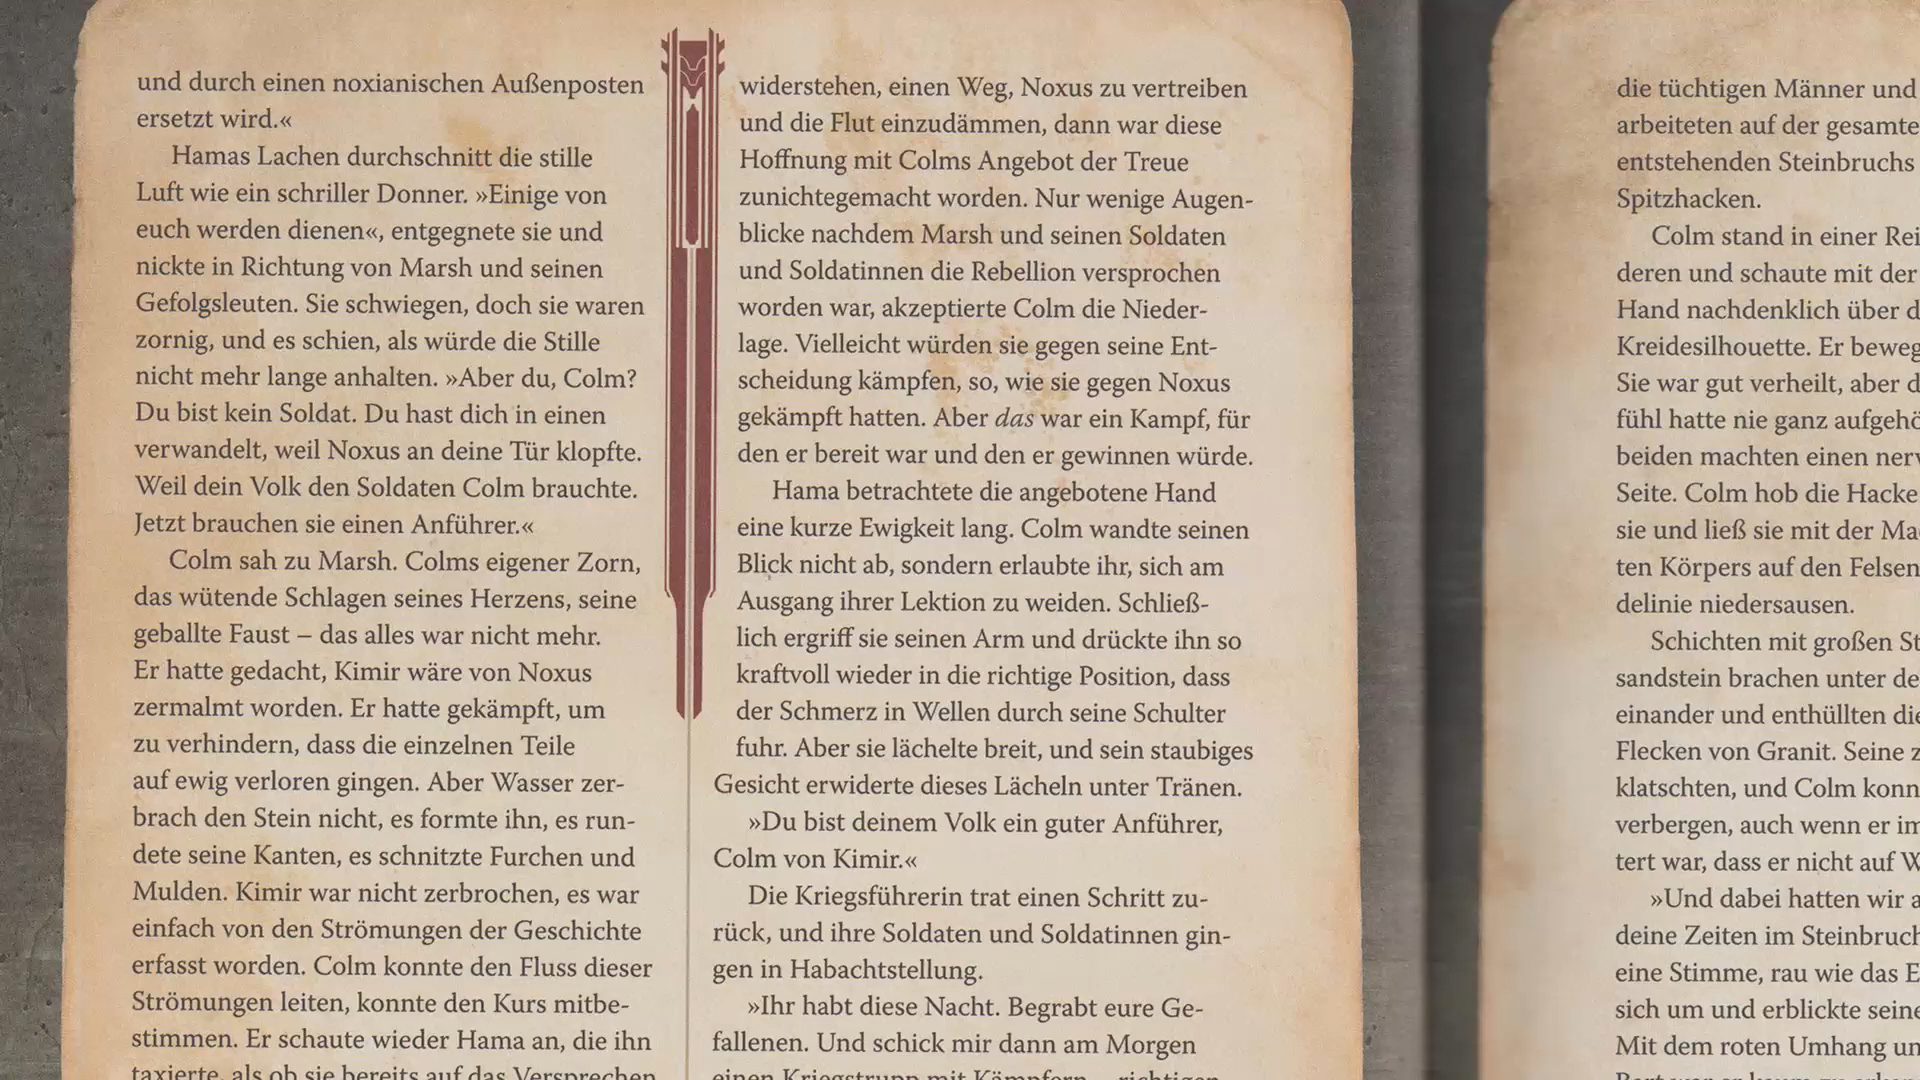 und durch einen noxianischen Außenposten
ersetzt wird.«
Hamas Lachen durchschnitt die stille
Luft wie ein schriller Donner. »Einige von
euch werden dienen«, entgegnete sie und
nickte in Richtung von Marsh und seinen
Gefolgsleuten. Sie schwiegen, doch sie waren
zornig, und es schien, als würde die Stille
nicht mehr lange anhalten. »Aber du, Colm?
Du bist kein Soldat. Du hast dich in einen
verwandelt, weil Noxus an deine Tür klopfte.
Weil dein Volk den Soldaten Colm brauchte.
Jetzt brauchen sie einen Anführer.«
Colm sah zu Marsh. Colms eigener Zorn,
das wütende Schlagen seines Herzens, seine
geballte Faust – das alles war nicht mehr.
Er hatte gedacht, Kimir wäre von Noxus
zermalmt worden. Er hatte gekämpft, um
zu verhindern, dass die einzelnen Teile
auf ewig verloren gingen. Aber Wasser zer-
brach den Stein nicht, es formte ihn, es run-
dete seine Kanten, es schnitzte Furchen und
Mulden. Kimir war nicht zerbrochen, es war
einfach von den Strömungen der Geschichte
erfasst worden. Colm konnte den Fluss dieser
Strömungen leiten, konnte den Kurs mitbe-
stimmen. Er schaute wieder Hama an, die ihn
taxierte, als ob sie bereits auf das Versprechen
widerstehen, einen Weg, Noxus zu vertreiben
und die Flut einzudämmen, dann war diese
Hoffnung mit Colms Angebot der Treue
zunichtegemacht worden. Nur wenige Augen-
blicke nachdem Marsh und seinen Soldaten
und Soldatinnen die Rebellion versprochen
worden war, akzeptierte Colm die Nieder-
lage. Vielleicht würden sie gegen seine Ent-
scheidung kämpfen, so, wie sie gegen Noxus
gekämpft hatten. Aber das war ein Kampf, für
den er bereit war und den er gewinnen würde.
Hama betrachtete die angebotene Hand
eine kurze Ewigkeit lang. Colm wandte seinen
Blick nicht ab, sondern erlaubte ihr, sich am
Ausgang ihrer Lektion zu weiden. Schließ-
lich ergriff sie seinen Arm und drückte ihn so
kraftvoll wieder in die richtige Position, dass
der Schmerz in Wellen durch seine Schulter
fuhr. Aber sie lächelte breit, und sein staubiges
Gesicht erwiderte dieses Lächeln unter Tränen.
»Du bist deinem Volk ein guter Anführer,
Colm von Kimir.«
Die Kriegsführerin trat einen Schritt zu-
rück, und ihre Soldaten und Soldatinnen gin-
gen in Habachtstellung.
»Ihr habt diese Nacht. Begrabt eure Ge-
fallenen. Und schick mir dann am Morgen
einen Kriegstrupp mit Kämpfern – richtigen
die tüchtigen Männer und
arbeiteten auf der gesamte
entstehenden Steinbruchs
Spitzhacken.
Colm stand in einer Rei
deren und schaute mit der
Hand nachdenklich über d
Kreidesilhouette. Er beweg
Sie war gut verheilt, aber d
fühl hatte nie ganz aufgehö
beiden machten einen nerv
Seite. Colm hob die Hacke
sie und ließ sie mit der Ma
ten Körpers auf den Felsen
delinie niedersausen.
Schichten mit großen St
sandstein brachen unter de
einander und enthüllten die
Flecken von Granit. Seine z
klatschten, und Colm konn
verbergen, auch wenn er im
tert war, dass er nicht auf W
»Und dabei hatten wir a
deine Zeiten im Steinbruch
eine Stimme, rau wie das E
sich um und erblickte seine
Mit dem roten Umhang un